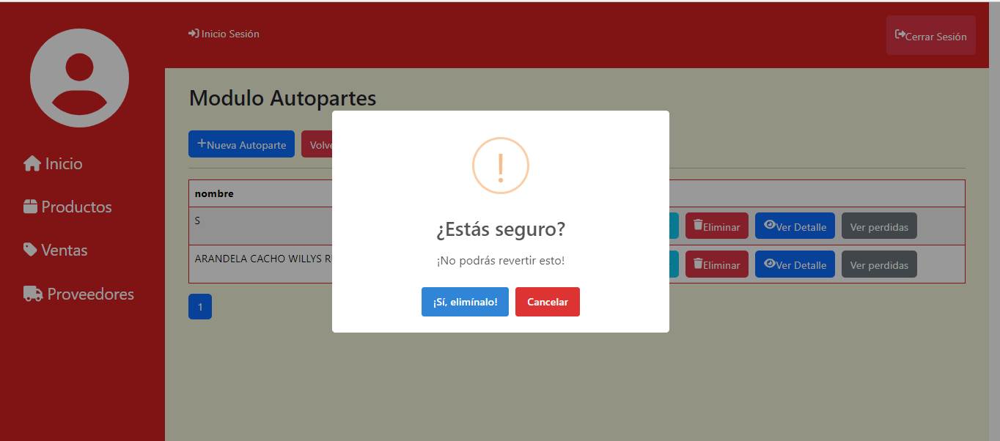 Inicio Sesión
Cerrar Sesión
Inicio
Productos
Ventas
Proveedores
Modulo Autopartes
Nueva Autoparte
nombre
S
Eliminar Ver Detalle Ver perdidas
ARANDELA CACHO WILLYS
Eliminar Ver Detalle Ver perdidas
1
!
¿Estás seguro?
¡No podrás revertir esto!
¡Sí, elimínalo! Cancelar